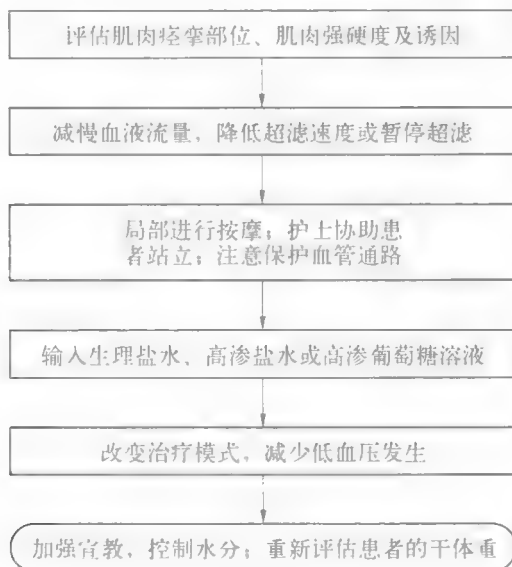 评估肌肉痉挛部位、肌肉强硬度及诱因
减慢血液流量，降低超滤速度或暂停超滤
局部进行按摩；护士协助患
者站立；注意保护血管通路
输入生理盐水、高渗盐水或高渗葡萄糖溶液
改变治疗模式，减少低血压发生
加强宣教，控制水分；重新评估患者的干体重